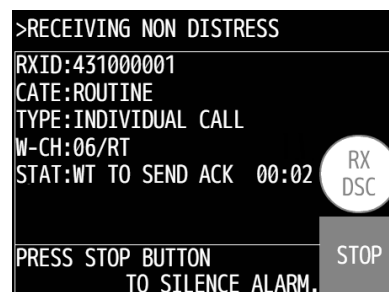 >RECEIVING NON DISTRESS
RXID:431000001
CATE:ROUTINE
TYPE:INDIVIDUAL CALL
W-CH:06/RT
STAT:WT TO SEND ACK 00:02
RX
DSC
PRESS STOP BUTTON
TO SILENCE ALARM.
STOP